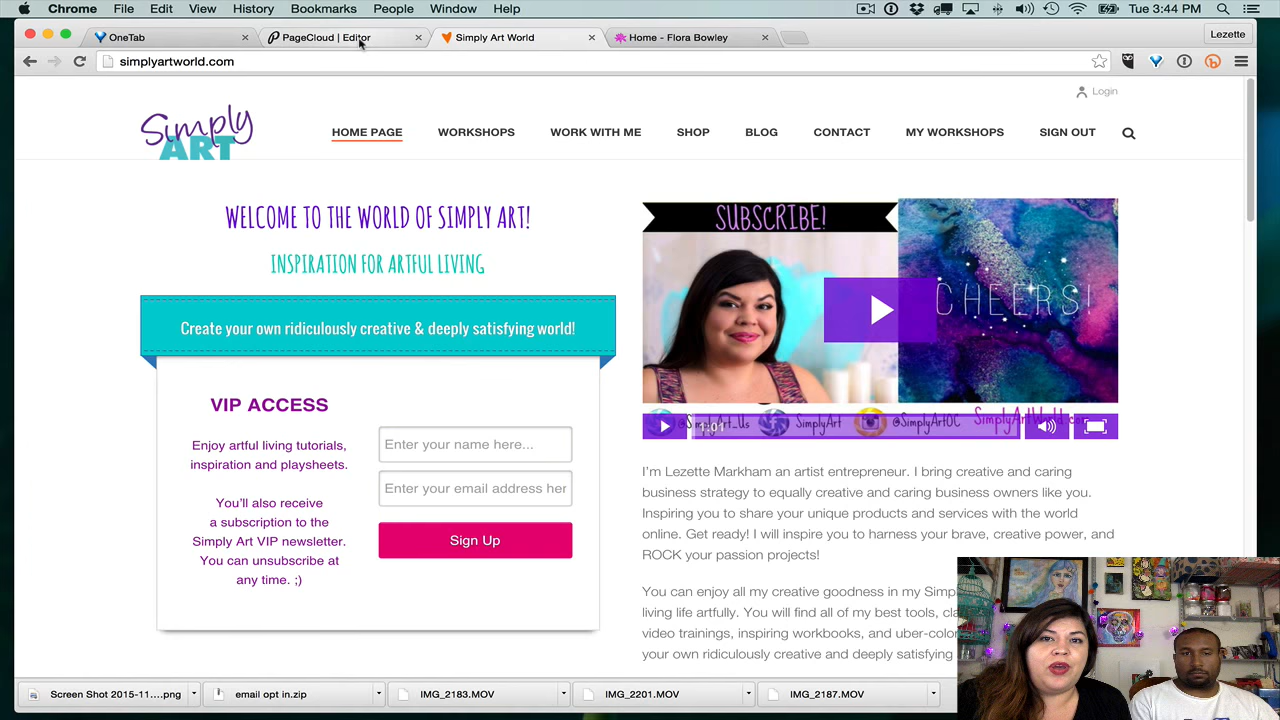 Chrome File Edit View History Bookmarks People Window Help Tue 3:44 PM
OneTab PageCloud | Editor Simply Art World Home - Flora Bowley Lezette
simplyartworld.com
Login
Simply ART
HOME PAGE WORKSHOPS WORK WITH ME SHOP BLOG CONTACT MY WORKSHOPS SIGN OUT
WELCOME TO THE WORLD OF SIMPLY ART!
INSPIRATION FOR ARTFUL LIVING
Create your own ridiculously creative & deeply satisfying world!
VIP ACCESS
Enjoy artful living tutorials,
inspiration and playsheets.
You'll also receive
a subscription to the
Simply Art VIP newsletter.
You can unsubscribe at
any time. ;)
Enter your name here...
Enter your email address her
Sign Up
SUBSCRIBE!
CHEERS!
@SimplyArt_Us SimplyArt @SimplyArtOC SimplyArtWorld.com
1:01
I'm Lezette Markham an artist entrepreneur. I bring creative and caring
business strategy to equally creative and caring business owners like you.
Inspiring you to share your unique products and services with the world
online. Get ready! I will inspire you to harness your brave, creative power, and
ROCK your passion projects!
You can enjoy all my creative goodness in my Simp
living life artfully. You will find all of my best tools, cla
video trainings, inspiring workbooks, and uber-color
your own ridiculously creative and deeply satisfying
Screen Shot 2015-11....png email opt in.zip IMG_2183.MOV IMG_2201.MOV IMG_2187.MOV